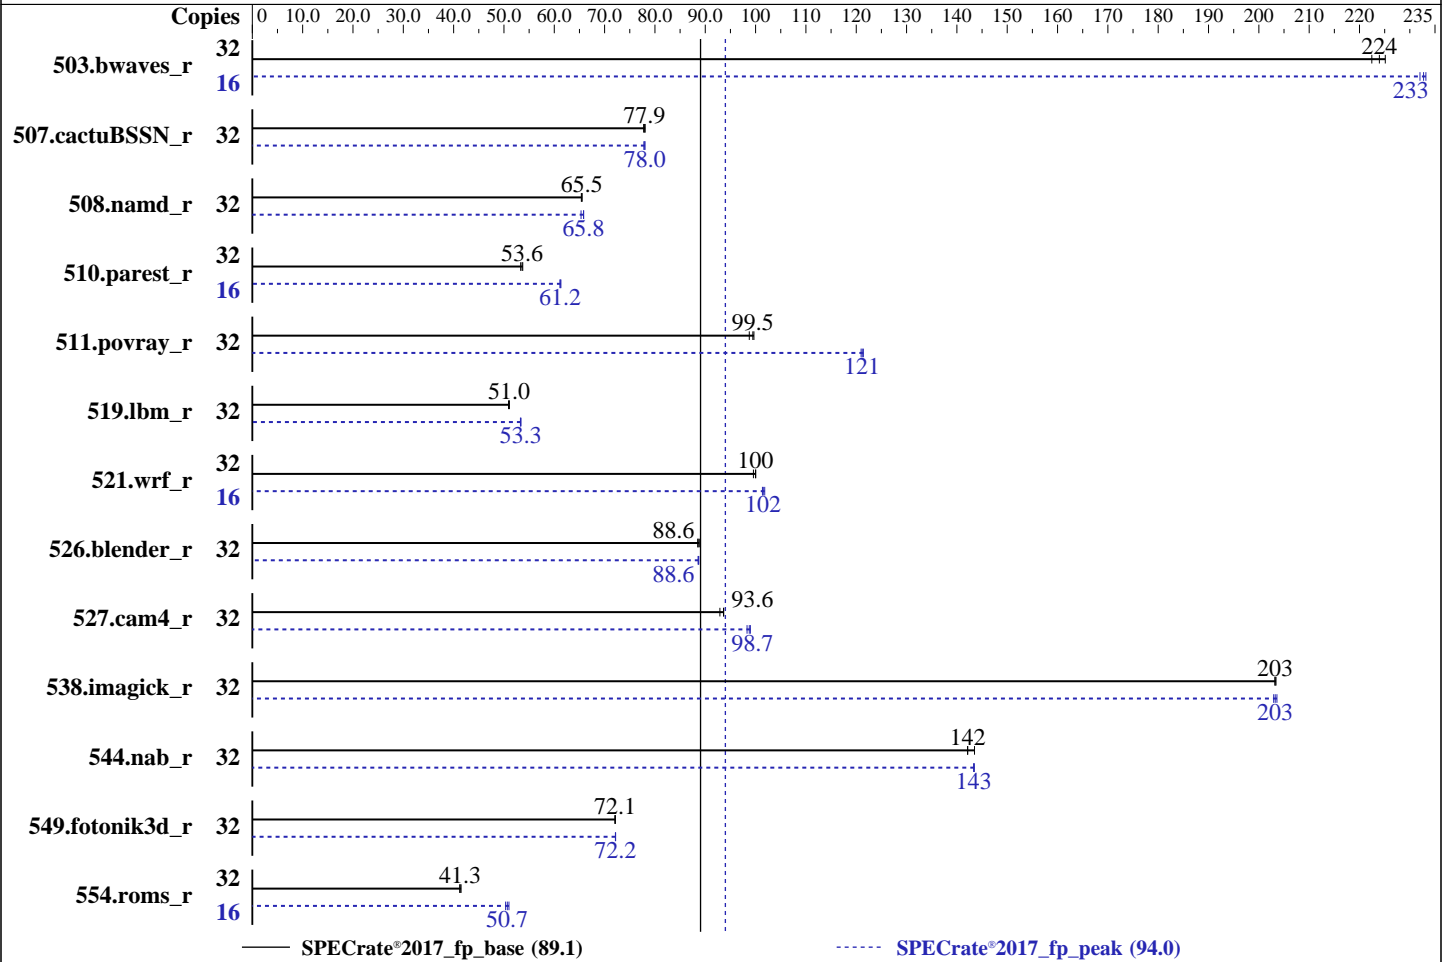 Copies 0 10.0 20.0 30.0 40.0 50.0 60.0 70.0 80.0 90.0 100 110 120 130 140 150 160 170 180 190 200 210 220 235
503.bwaves_r 32 224
16 233
507.cactuBSSN_r 32 77.9
78.0
508.namd_r 32 65.5
65.8
510.parest_r 32 53.6
16 61.2
511.povray_r 32 99.5
121
519.lbm_r 32 51.0
53.3
521.wrf_r 32 100
16 102
526.blender_r 32 88.6
88.6
527.cam4_r 32 93.6
98.7
538.imagick_r 32 203
203
544.nab_r 32 142
143
549.fotonik3d_r 32 72.1
72.2
554.roms_r 32 41.3
16 50.7
SPECrate®2017_fp_base (89.1) SPECrate®2017_fp_peak (94.0)